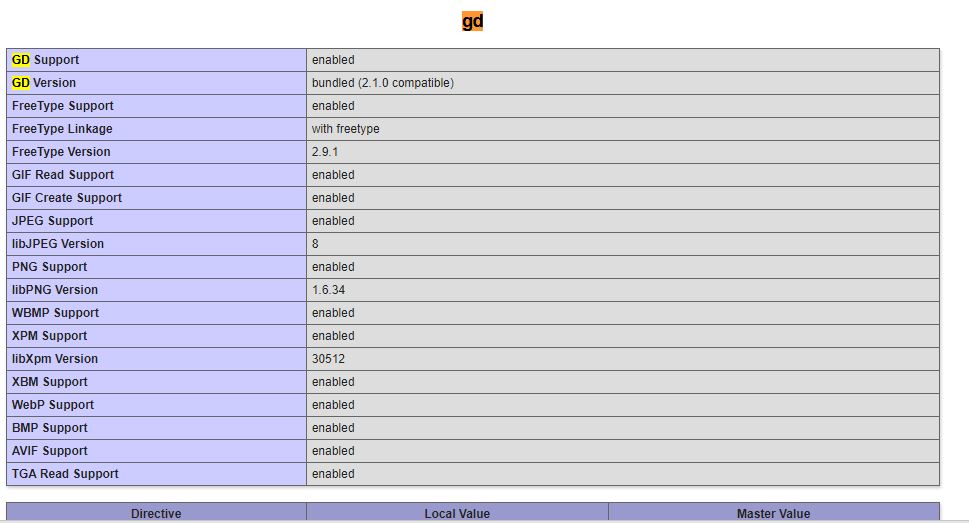 gd
GD Support enabled
GD Version bundled (2.1.0 compatible)
FreeType Support enabled
FreeType Linkage with freetype
FreeType Version 2.9.1
GIF Read Support enabled
GIF Create Support enabled
JPEG Support enabled
libJPEG Version 8
PNG Support enabled
libPNG Version 1.6.34
WBMP Support enabled
XPM Support enabled
libXpm Version 30512
XBM Support enabled
WebP Support enabled
BMP Support enabled
AVIF Support enabled
TGA Read Support enabled
Directive Local Value Master Value